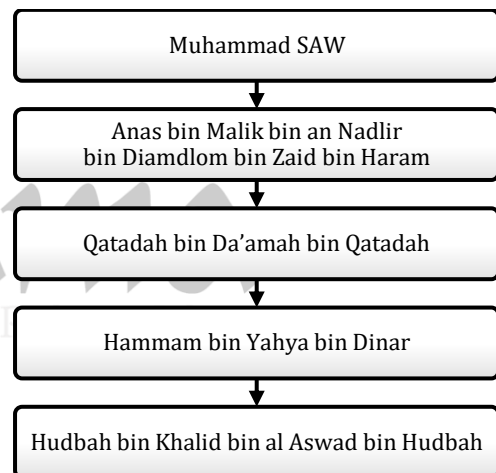 Muhammad SAW
Anas bin Malik bin an Nadlir
bin Diamdlom bin Zaid bin Haram
Qatadah bin Da’amah bin Qatadah
Hammam bin Yahya bin Dinar
Hudbah bin Khalid bin al Aswad bin Hudbah